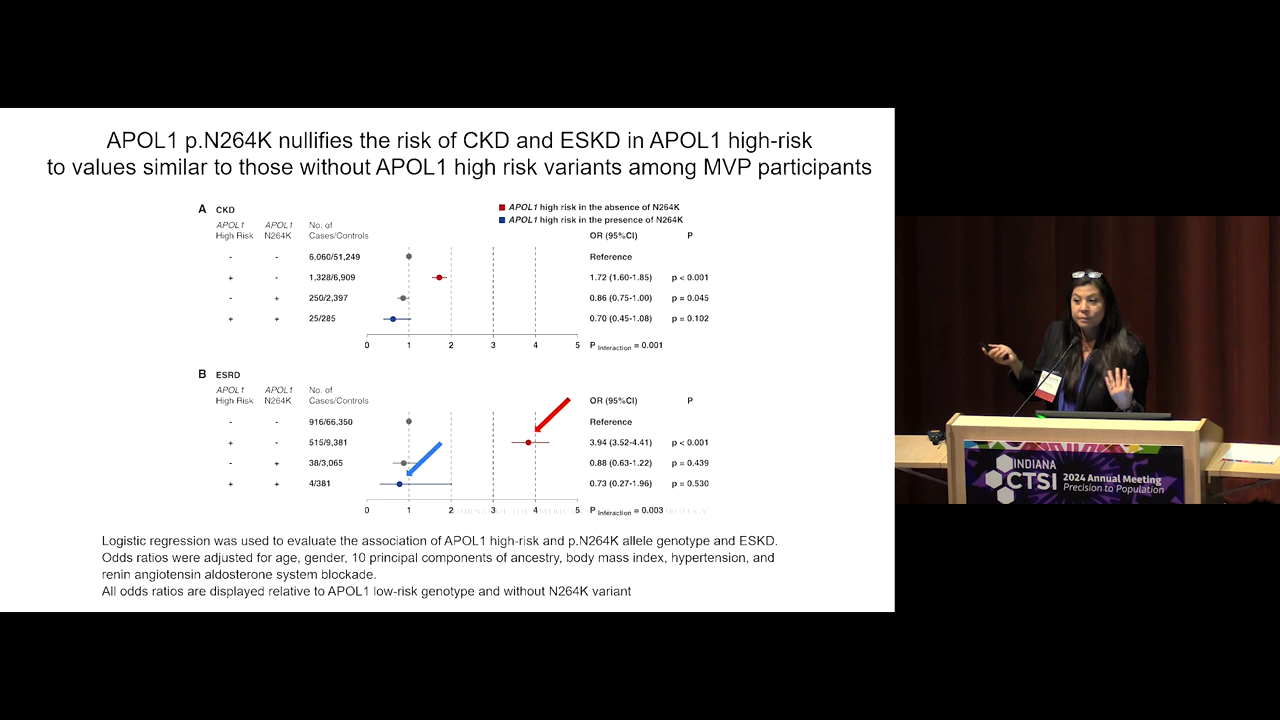 APOL1 p.N264K nullifies the risk of CKD and ESKD in APOL1 high-risk
to values similar to those without APOL1 high risk variants among MVP participants
A CKD
APOL1 High Risk in the absence of N264K
APOL1 high risk in the presence of N264K
APOL1 High Risk APOL1 N264K No. of Cases/Controls OR (95%CI) P
- - 6,060/51,249 Reference
+ - 1,328/6,909 1.72 (1.60-1.85) p < 0.001
- + 250/2,397 0.86 (0.75-1.00) p = 0.045
+ + 25/285 0.70 (0.45-1.08) p = 0.102
0 1 2 3 4 5 P Interaction = 0.001
B ESRD
APOL1 High Risk APOL1 N264K No. of Cases/Controls OR (95%CI) P
- - 916/66,350 Reference
+ - 515/9,381 3.94 (3.52-4.41) p < 0.001
- + 38/3,065 0.88 (0.63-1.22) p = 0.439
+ + 4/381 0.73 (0.27-1.96) p = 0.530
0 1 2 3 4 5 P Interaction = 0.003
Logistic regression was used to evaluate the association of APOL1 high-risk and p.N264K allele genotype and ESKD.
Odds ratios were adjusted for age, gender, 10 principal components of ancestry, body mass index, hypertension, and
renin angiotensin aldosterone system blockade.
All odds ratios are displayed relative to APOL1 low-risk genotype and without N264K variant
INDIANA
CTSI
2024 Annual Meeting
Precision to Population